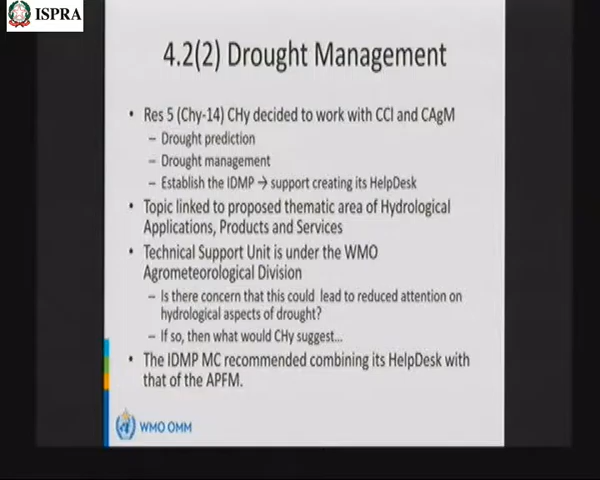 ISPRA
4.2(2) Drought Management
• Res 5 (Chy-14) CHy decided to work with CCl and CAgM
– Drought prediction
– Drought management
– Establish the IDMP → support creating its HelpDesk
• Topic linked to proposed thematic area of Hydrological
Applications, Products and Services
• Technical Support Unit is under the WMO
Agrometeorological Division
– Is there concern that this could lead to reduced attention on
hydrological aspects of drought?
– If so, then what would CHy suggest...
• The IDMP MC recommended combining its HelpDesk with
that of the APFM.
WMO OMM